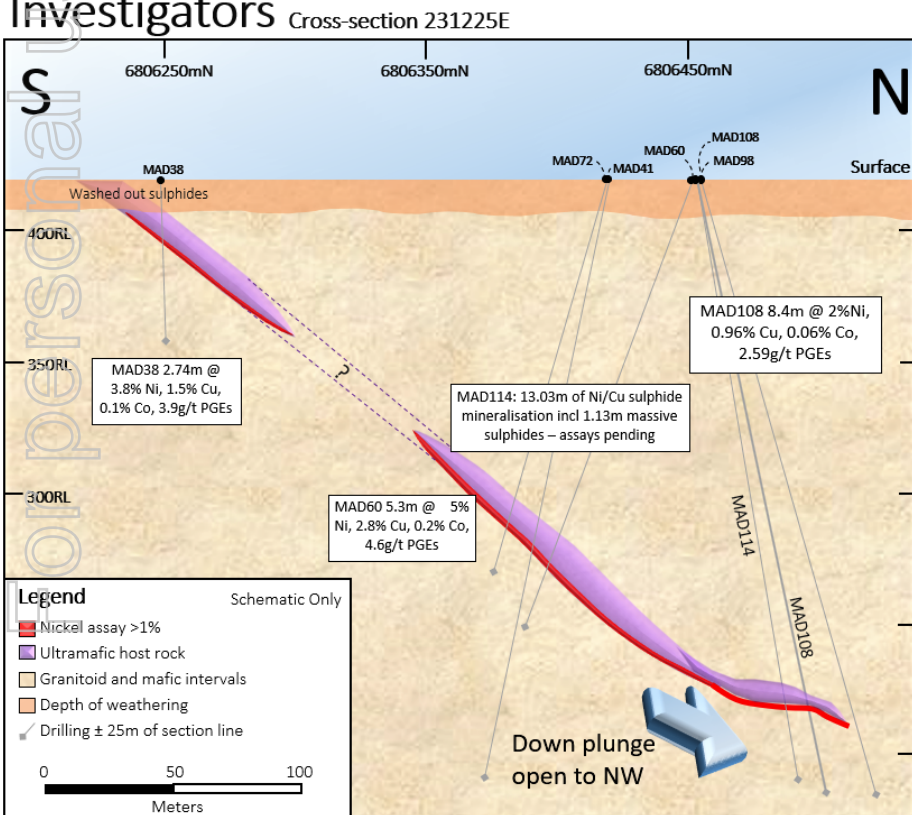 Investigators Cross-section 231225E
6806250mN
6806350mN
6806450mN
S
N
MAD38
MAD72
MAD41
MAD60
MAD108
MAD98
Surface
Washed out sulphides
400RL
350RL
300RL
MAD108 8.4m @ 2%Ni,
0.96% Cu, 0.06% Co,
2.59g/t PGEs
MAD38 2.74m @
3.8% Ni, 1.5% Cu,
0.1% Co, 3.9g/t PGEs
?
MAD114: 13.03m of Ni/Cu sulphide
mineralisation incl 1.13m massive
sulphides – assays pending
MAD60 5.3m @ 5%
Ni, 2.8% Cu, 0.2% Co,
4.6g/t PGEs
MAD114
MAD108
Down plunge
open to NW
Legend
Schematic Only
Nickel assay >1%
Ultramafic host rock
Granitoid and mafic intervals
Depth of weathering
Drilling ± 25m of section line
0
50
100
Meters
For personal u